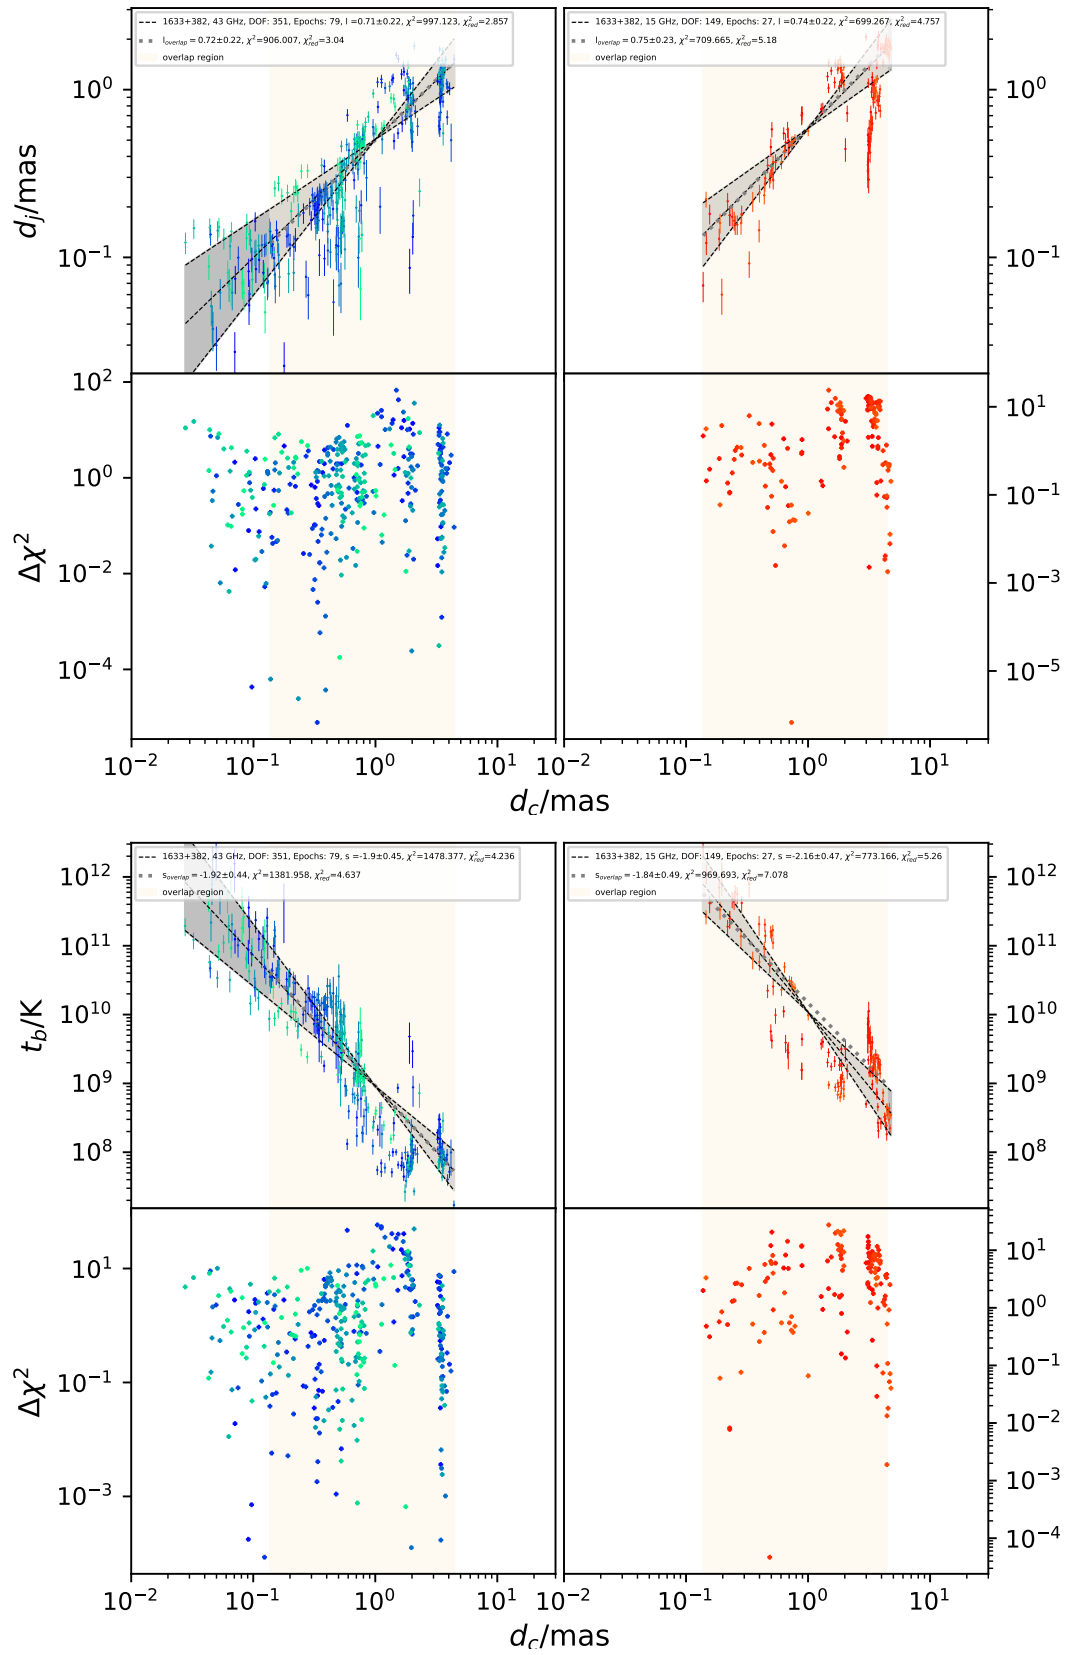 1633+382, 43 GHz, DOF: 351, Epochs: 79, l =0.71±0.22, χ²=997.123, χ²red=2.857
loverlap = 0.72±0.22, χ²=906.007, χ²red=3.04
overlap region
1633+382, 15 GHz, DOF: 149, Epochs: 27, l =0.74±0.22, χ²=699.267, χ²red=4.757
loverlap = 0.75±0.23, χ²=709.665, χ²red=5.18
overlap region
10⁰
10⁻¹
dⱼ/mas
10⁰
10⁻¹
10²
10⁰
10⁻²
10⁻⁴
Δχ²
10¹
10⁻¹
10⁻³
10⁻⁵
10⁻² 10⁻¹ 10⁰ 10¹ 10⁻² 10⁻¹ 10⁰ 10¹
d_c/mas
1633+382, 43 GHz, DOF: 351, Epochs: 79, s =-1.9±0.45, χ²=1478.377, χ²red=4.236
soverlap = -1.92±0.44, χ²=1381.958, χ²red=4.637
overlap region
1633+382, 15 GHz, DOF: 149, Epochs: 27, s =-2.16±0.47, χ²=773.166, χ²red=5.26
soverlap = -1.84±0.49, χ²=969.693, χ²red=7.078
overlap region
10¹²
10¹¹
10¹⁰
10⁹
10⁸
t_b/K
10¹²
10¹¹
10¹⁰
10⁹
10⁸
10¹
10⁻¹
10⁻³
Δχ²
10¹
10⁰
10⁻¹
10⁻²
10⁻³
10⁻⁴
10⁻² 10⁻¹ 10⁰ 10¹ 10⁻² 10⁻¹ 10⁰ 10¹
d_c/mas